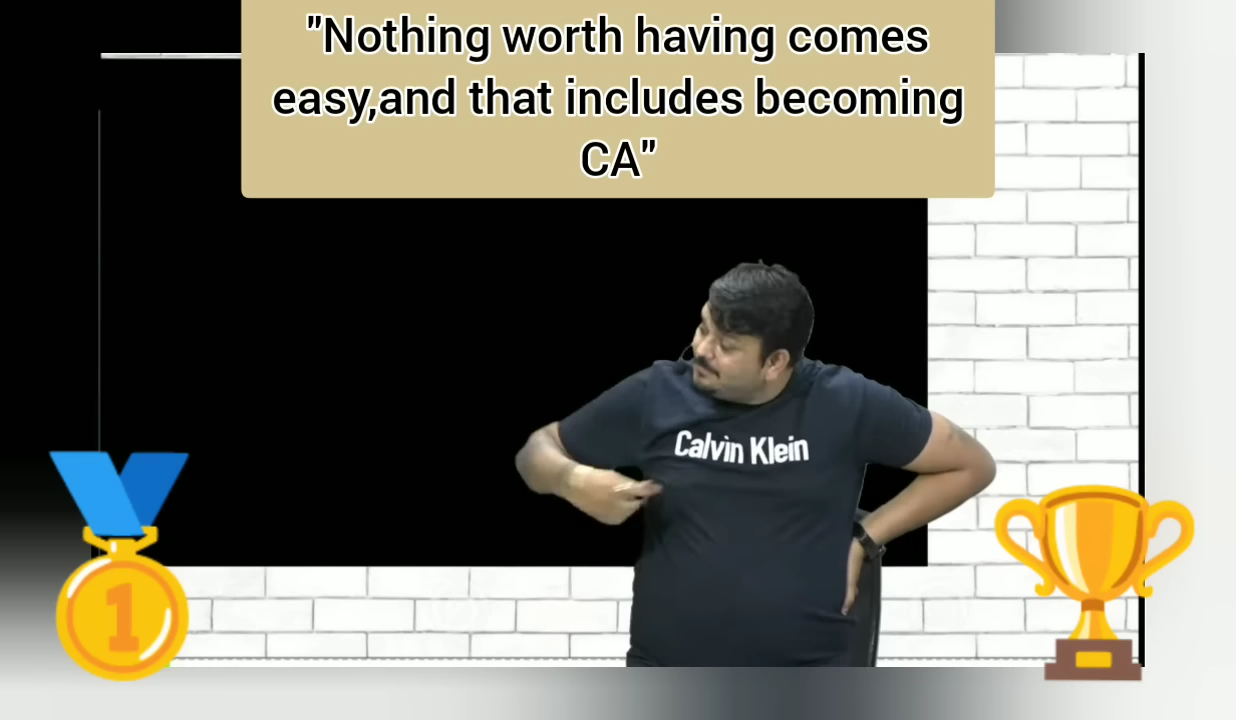 "Nothing worth having comes
easy,and that includes becoming
CA"
Calvin Klein
1